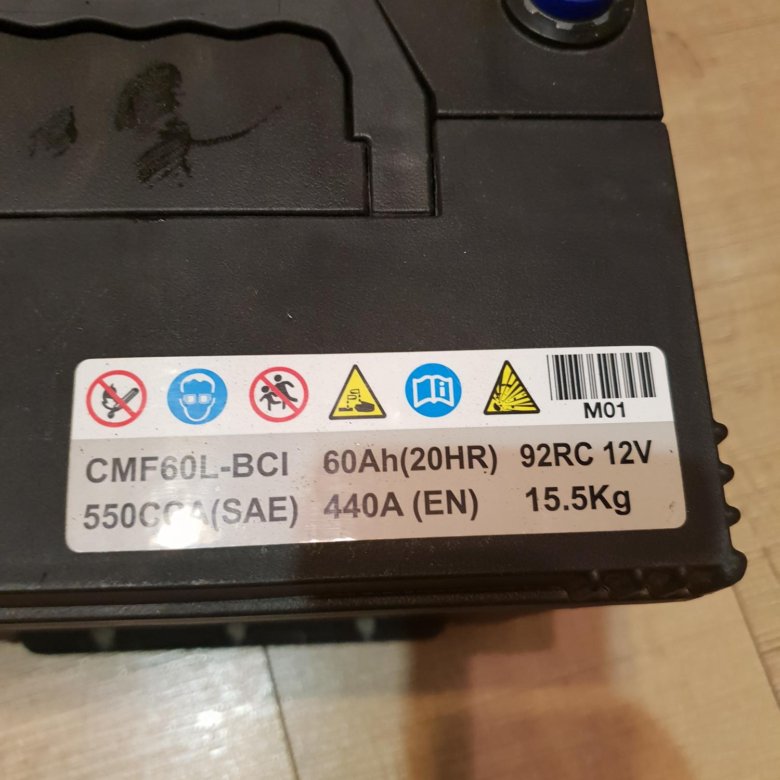 M01
CMF60L-BCI 60Ah(20HR) 92RC 12V
550CCA(SAE) 440A (EN) 15.5Kg